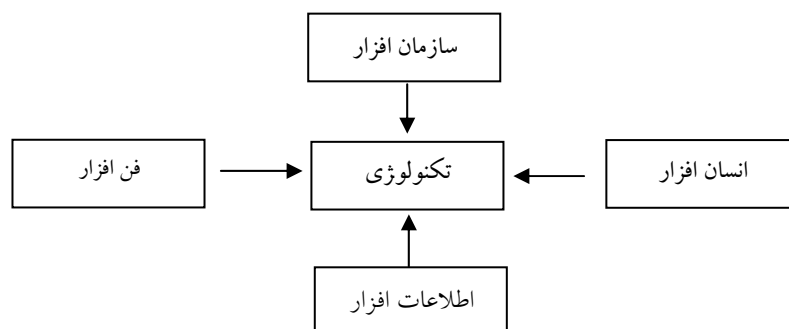 سازمان افزار
فن افزار
تکنولوژی
انسان افزار
اطلاعات افزار